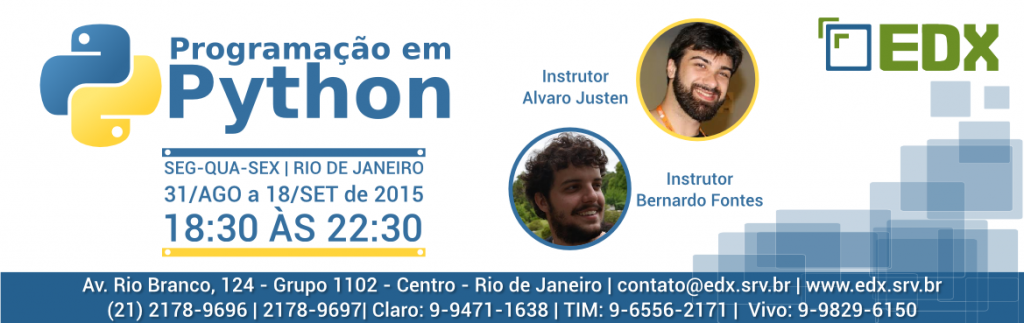 Programação em
Python
SEG-QUA-SEX | RIO DE JANEIRO
31/AGO a 18/SET de 2015
18:30 ÀS 22:30
Instrutor
Alvaro Justen
Instrutor
Bernardo Fontes
EDX
Av. Rio Branco, 124 - Grupo 1102 - Centro - Rio de Janeiro | contato@edx.srv.br | www.edx.srv.br
(21) 2178-9696 | 2178-9697| Claro: 9-9471-1638 | TIM: 9-6556-2171 |  Vivo: 9-9829-6150